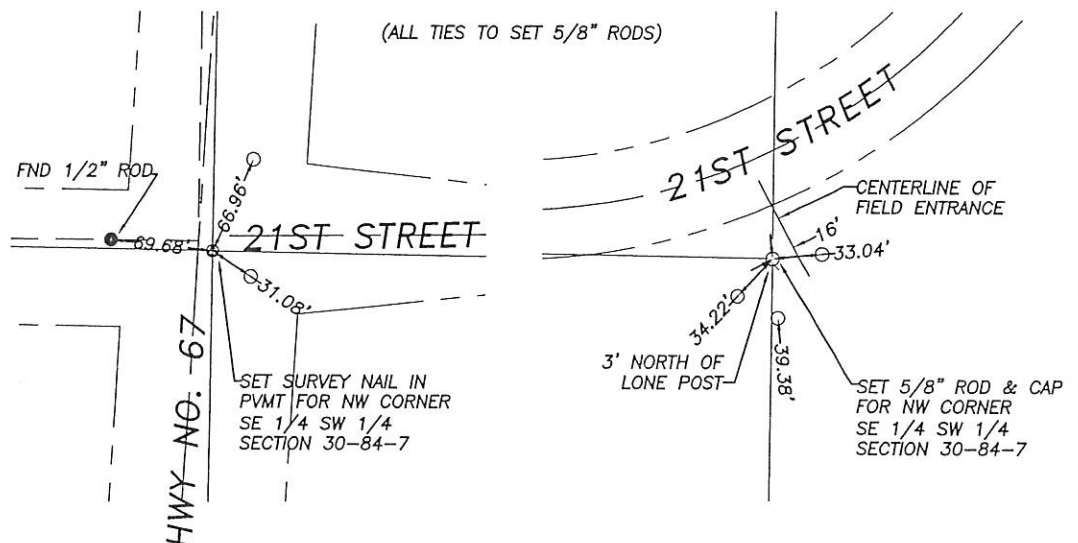 (ALL TIES TO SET 5/8" RODS)
FND 1/2" ROD
66.96'
69.68'
21ST STREET
31.08'
HWY NO. 67
SET SURVEY NAIL IN
PVMT FOR NW CORNER
SE 1/4 SW 1/4
SECTION 30-84-7
21ST STREET
CENTERLINE OF
FIELD ENTRANCE
16'
33.04'
34.22'
39.38'
3' NORTH OF
LONE POST
SET 5/8" ROD & CAP
FOR NW CORNER
SE 1/4 SW 1/4
SECTION 30-84-7